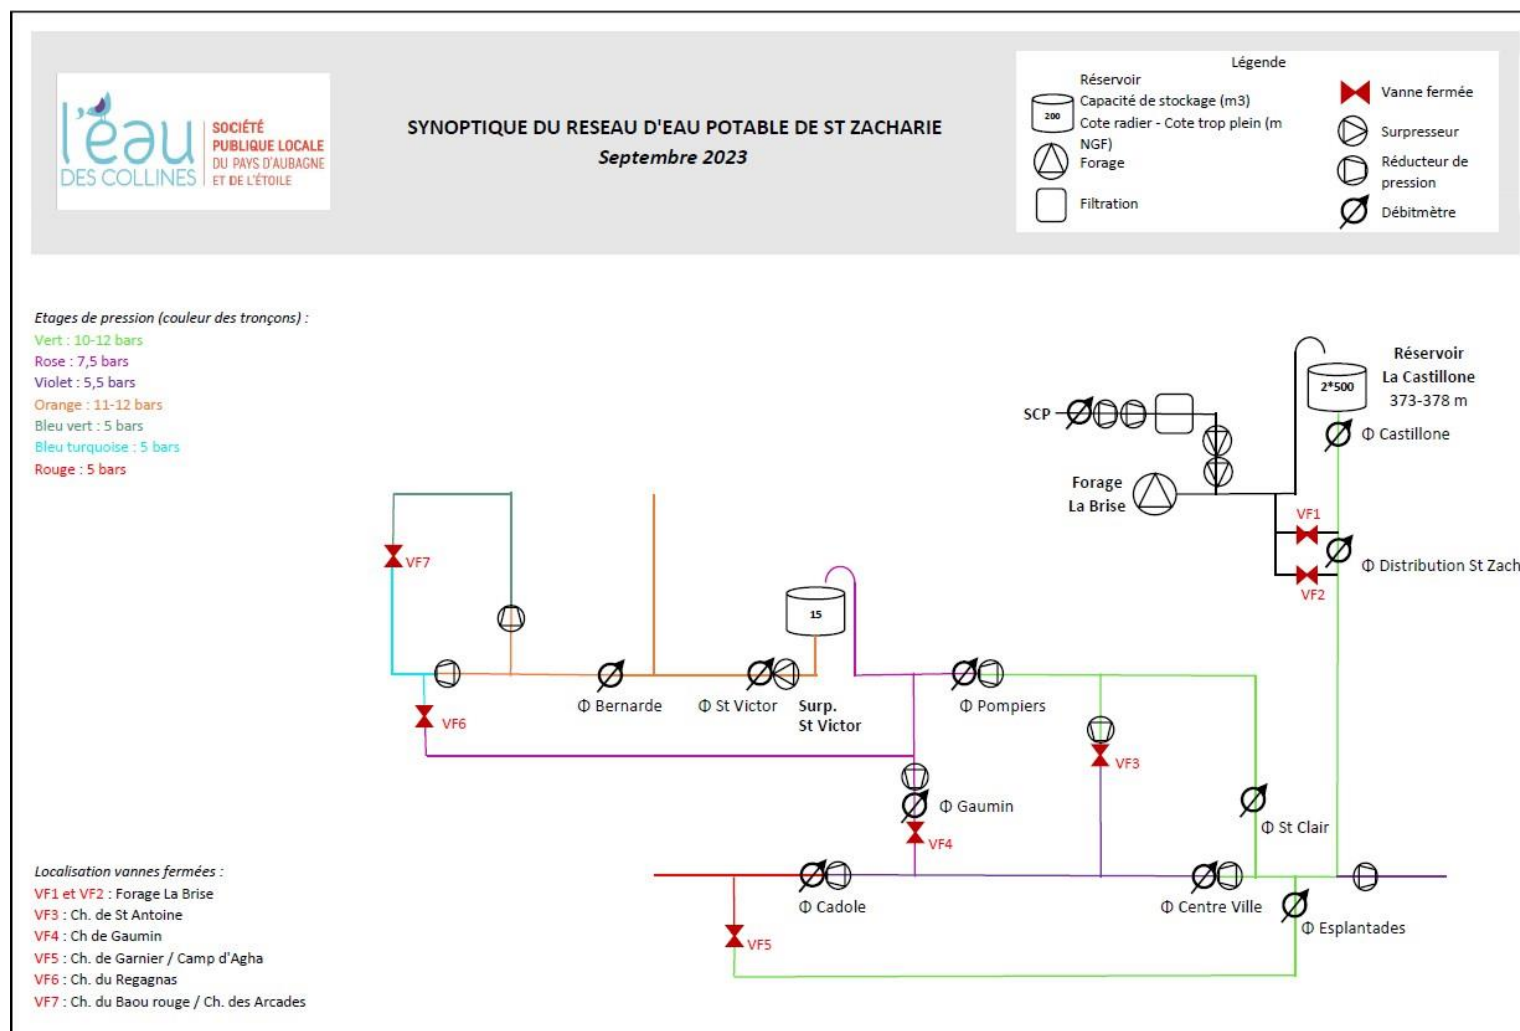 l'eau
DES COLLINES
SOCIÉTÉ
PUBLIQUE LOCALE
DU PAYS D'AUBAGNE
ET DE L'ÉTOILE
SYNOPTIQUE DU RESEAU D'EAU POTABLE DE ST ZACHARIE
Septembre 2023
Légende
Réservoir
Capacité de stockage (m3)
Cote radier - Cote trop plein (m
NGF)
200
Forage
Filtration
Vanne fermée
Surpresseur
Réducteur de
pression
Débitmètre
Etages de pression (couleur des tronçons) :
Vert : 10-12 bars
Rose : 7,5 bars
Violet : 5,5 bars
Orange : 11-12 bars
Bleu vert : 5 bars
Bleu turquoise : 5 bars
Rouge : 5 bars
Réservoir
La Castillone
373-378 m
2*500
SCP
Φ Castillone
Forage
La Brise
VF1
Φ Distribution St Zach
VF2
VF7
15
Φ Bernarde
Φ St Victor
Surp.
St Victor
Φ Pompiers
VF6
VF3
Φ Gaumin
Φ St Clair
VF4
Φ Cadole
Φ Centre Ville
Φ Esplantades
VF5
Localisation vannes fermées :
VF1 et VF2 : Forage La Brise
VF3 : Ch. de St Antoine
VF4 : Ch de Gaumin
VF5 : Ch. de Garnier / Camp d'Agha
VF6 : Ch. du Regagnas
VF7 : Ch. du Baou rouge / Ch. des Arcades